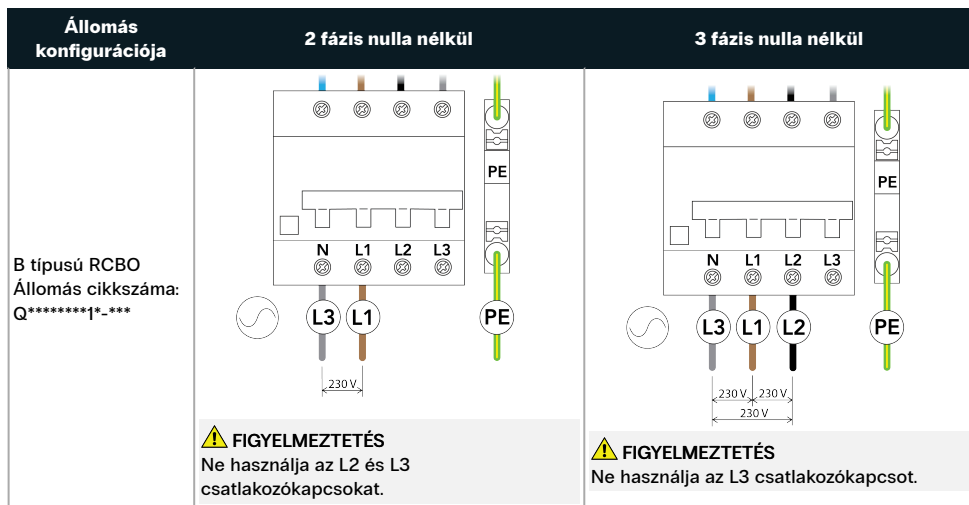 Állomás
konfigurációja
2 fázis nulla nélkül
3 fázis nulla nélkül
B típusú RCBO
Állomás cikkszáma:
Q********1*-***
PE
N L1 L2 L3
L3 L1 PE
230 V
⚠ FIGYELMEZTETÉS
Ne használja az L2 és L3
csatlakozókapcsokat.
PE
N L1 L2 L3
L3 L1 L2 PE
230 V 230 V
230 V
⚠ FIGYELMEZTETÉS
Ne használja az L3 csatlakozókapcsot.